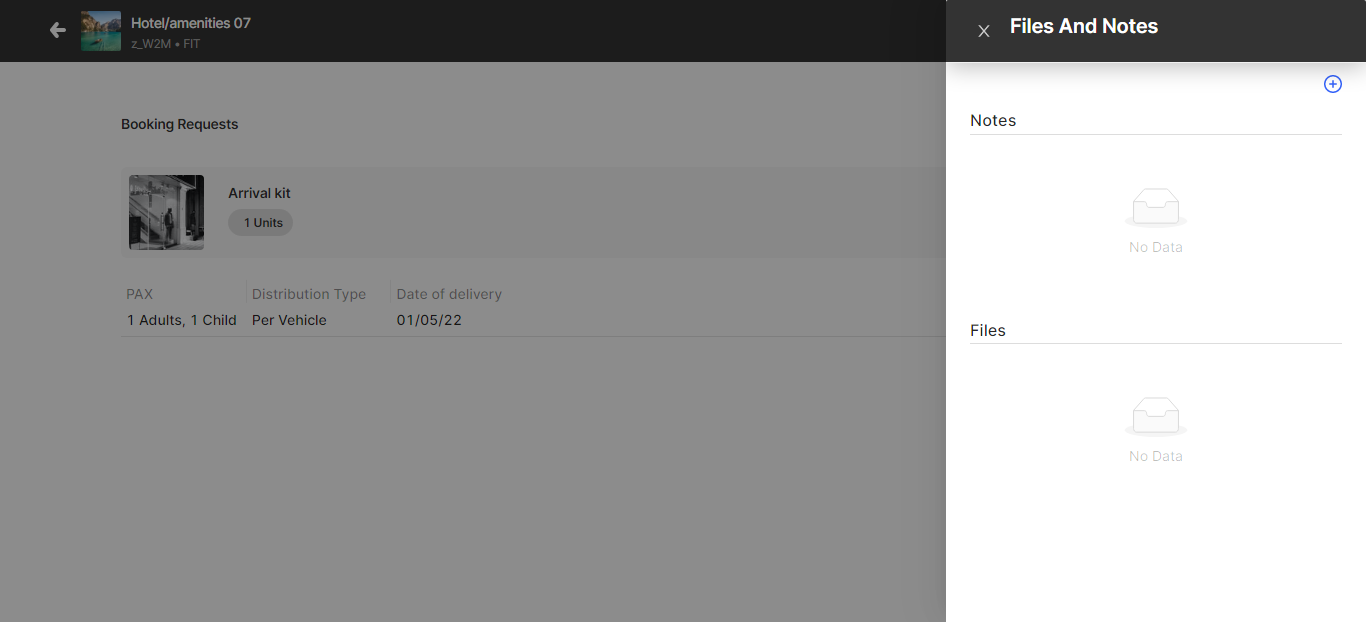 Hotel/amenities 07
z_W2M • FIT
Booking Requests
Arrival kit
1 Units
PAX
Distribution Type
Date of delivery
1 Adults, 1 Child
Per Vehicle
01/05/22
Files And Notes
Notes
No Data
Files
No Data